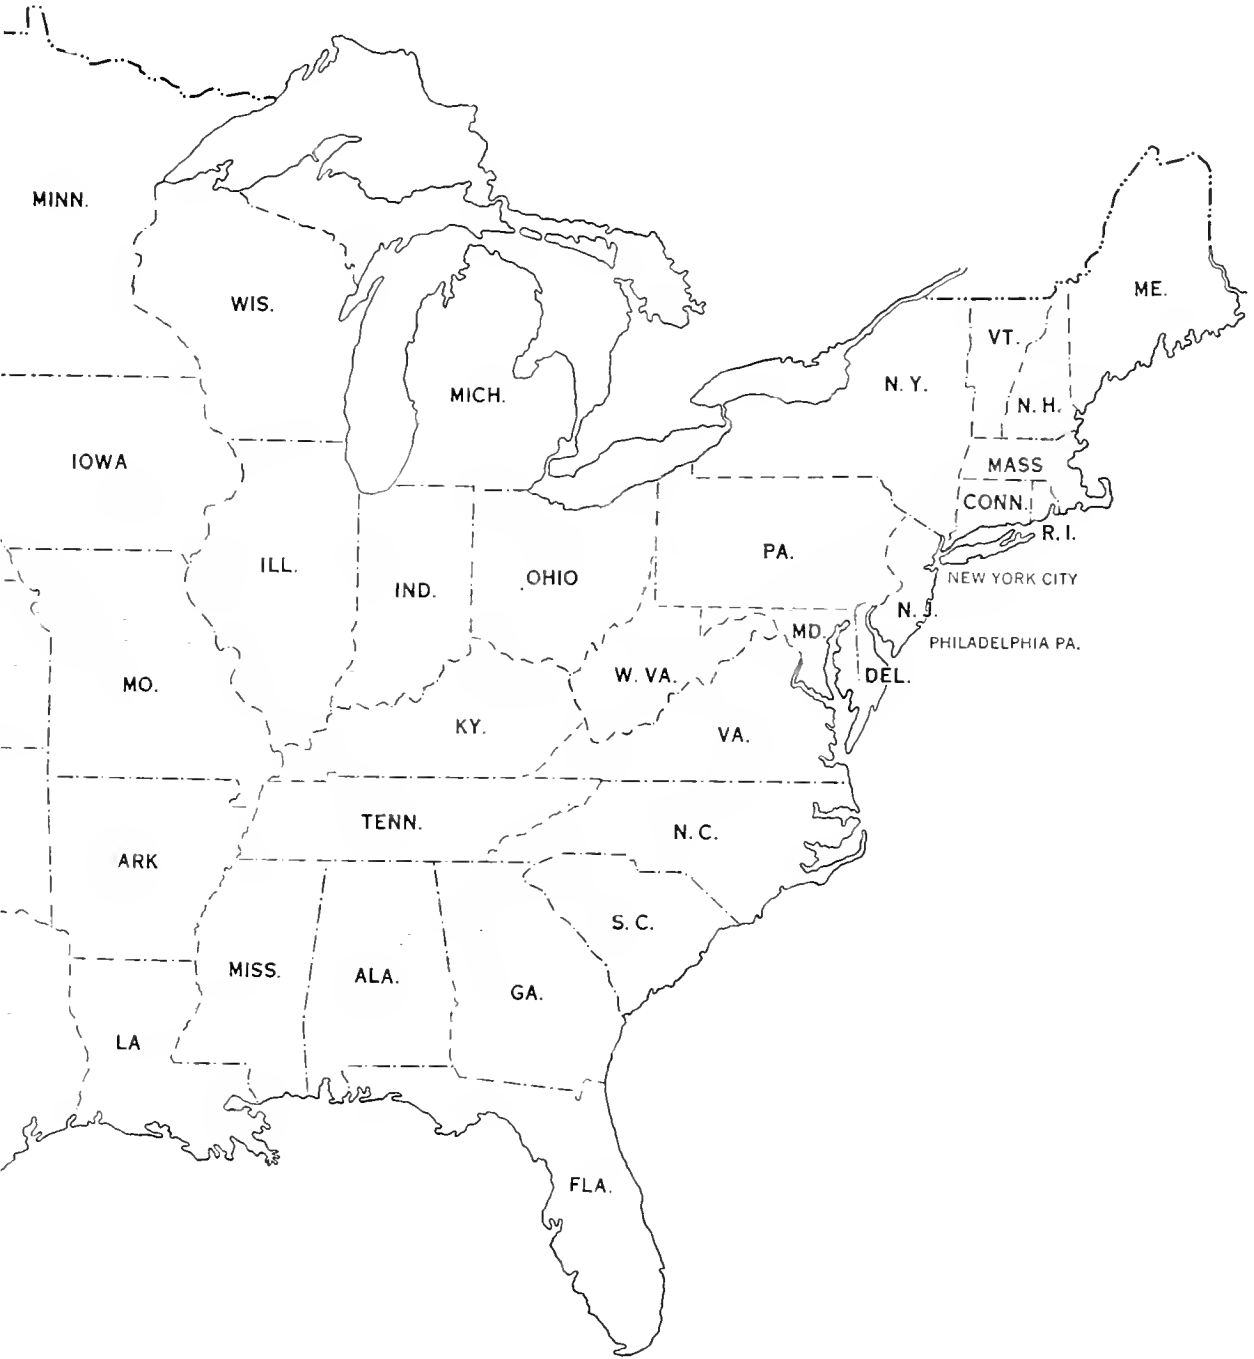 MINN.
WIS.
MICH.
ME.
VT.
N.Y.
N.H.
IOWA
MASS
CONN.
R.I.
ILL.
IND.
OHIO
PA.
NEW YORK CITY
N.J.
MD.
PHILADELPHIA PA.
DEL.
W. VA.
MO.
KY.
VA.
TENN.
N.C.
ARK
S.C.
MISS.
ALA.
GA.
LA
FLA.